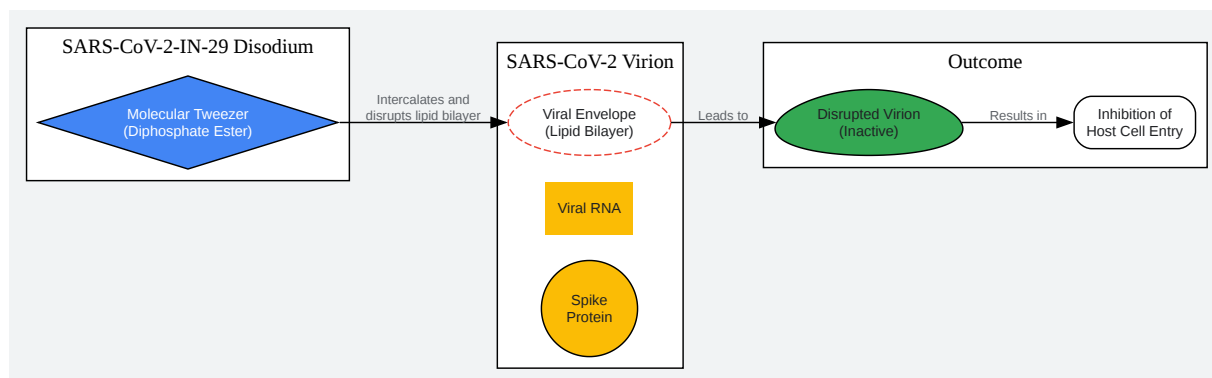 SARS-CoV-2-IN-29 Disodium
Molecular Tweezer
(Diphosphate Ester)
Intercalates and
disrupts lipid bilayer
SARS-CoV-2 Virion
Viral Envelope
(Lipid Bilayer)
Viral RNA
Spike
Protein
Leads to
Outcome
Disrupted Virion
(Inactive)
Results in
Inhibition of
Host Cell Entry